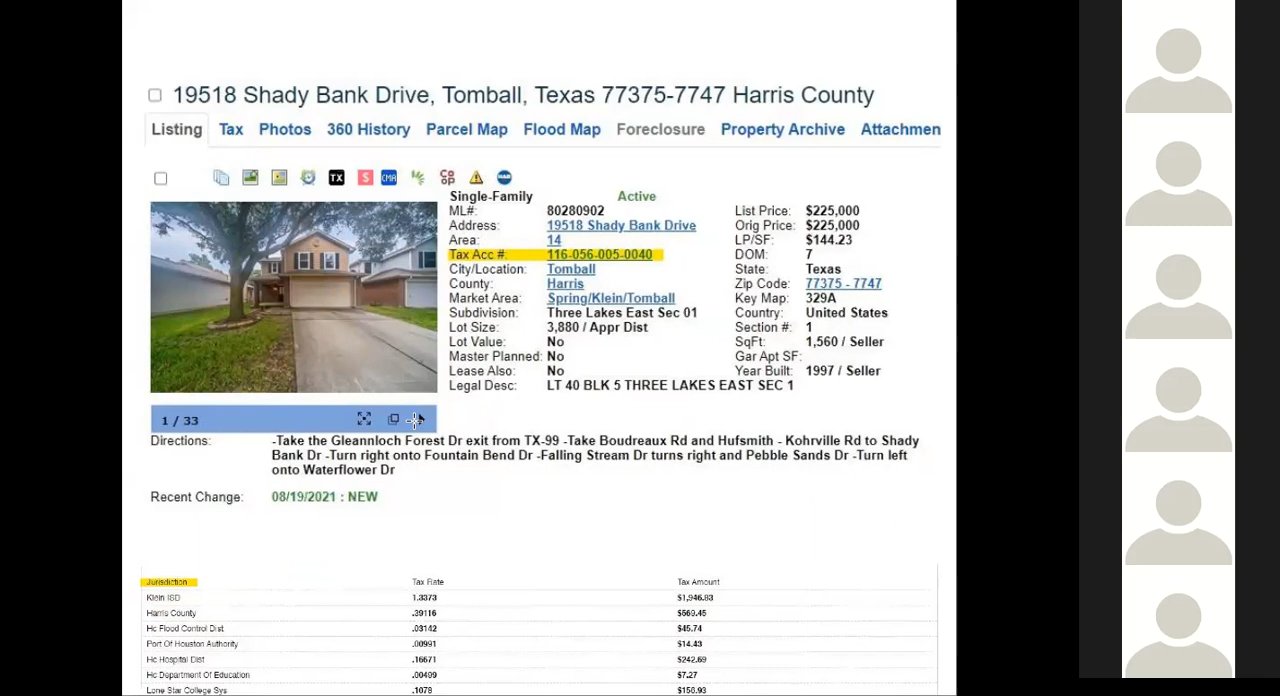 19518 Shady Bank Drive, Tomball, Texas 77375-7747 Harris County
Listing Tax Photos 360 History Parcel Map Flood Map Foreclosure Property Archive Attachmen
TX $ CMA CO OP
Single-Family Active
ML#: 80280902 List Price: $225,000
Address: 19518 Shady Bank Drive Orig Price: $225,000
Area: 14 LP/SF: $144.23
Tax Acc #: 116-056-005-0040 DOM: 7
City/Location: Tomball State: Texas
County: Harris Zip Code: 77375 - 7747
Market Area: Spring/Klein/Tomball Key Map: 329A
Subdivision: Three Lakes East Sec 01 Country: United States
Lot Size: 3,880 / Appr Dist Section #: 1
Lot Value: No SqFt: 1,560 / Seller
Master Planned: No Gar Apt SF:
Lease Also: No Year Built: 1997 / Seller
Legal Desc: LT 40 BLK 5 THREE LAKES EAST SEC 1
1 / 33
Directions: -Take the Gleannloch Forest Dr exit from TX-99 -Take Boudreaux Rd and Hufsmith - Kohrville Rd to Shady
Bank Dr -Turn right onto Fountain Bend Dr -Falling Stream Dr turns right and Pebble Sands Dr -Turn left
onto Waterflower Dr
Recent Change: 08/19/2021 : NEW
Jurisdiction Tax Rate Tax Amount
Klein ISD 1.3373 $1,946.83
Harris County .39116 $569.45
Hc Flood Control Dist .03142 $45.74
Port Of Houston Authority .00991 $14.43
Hc Hospital Dist .16671 $242.69
Hc Department Of Education .00499 $7.27
Lone Star College Sys .1078 $156.93